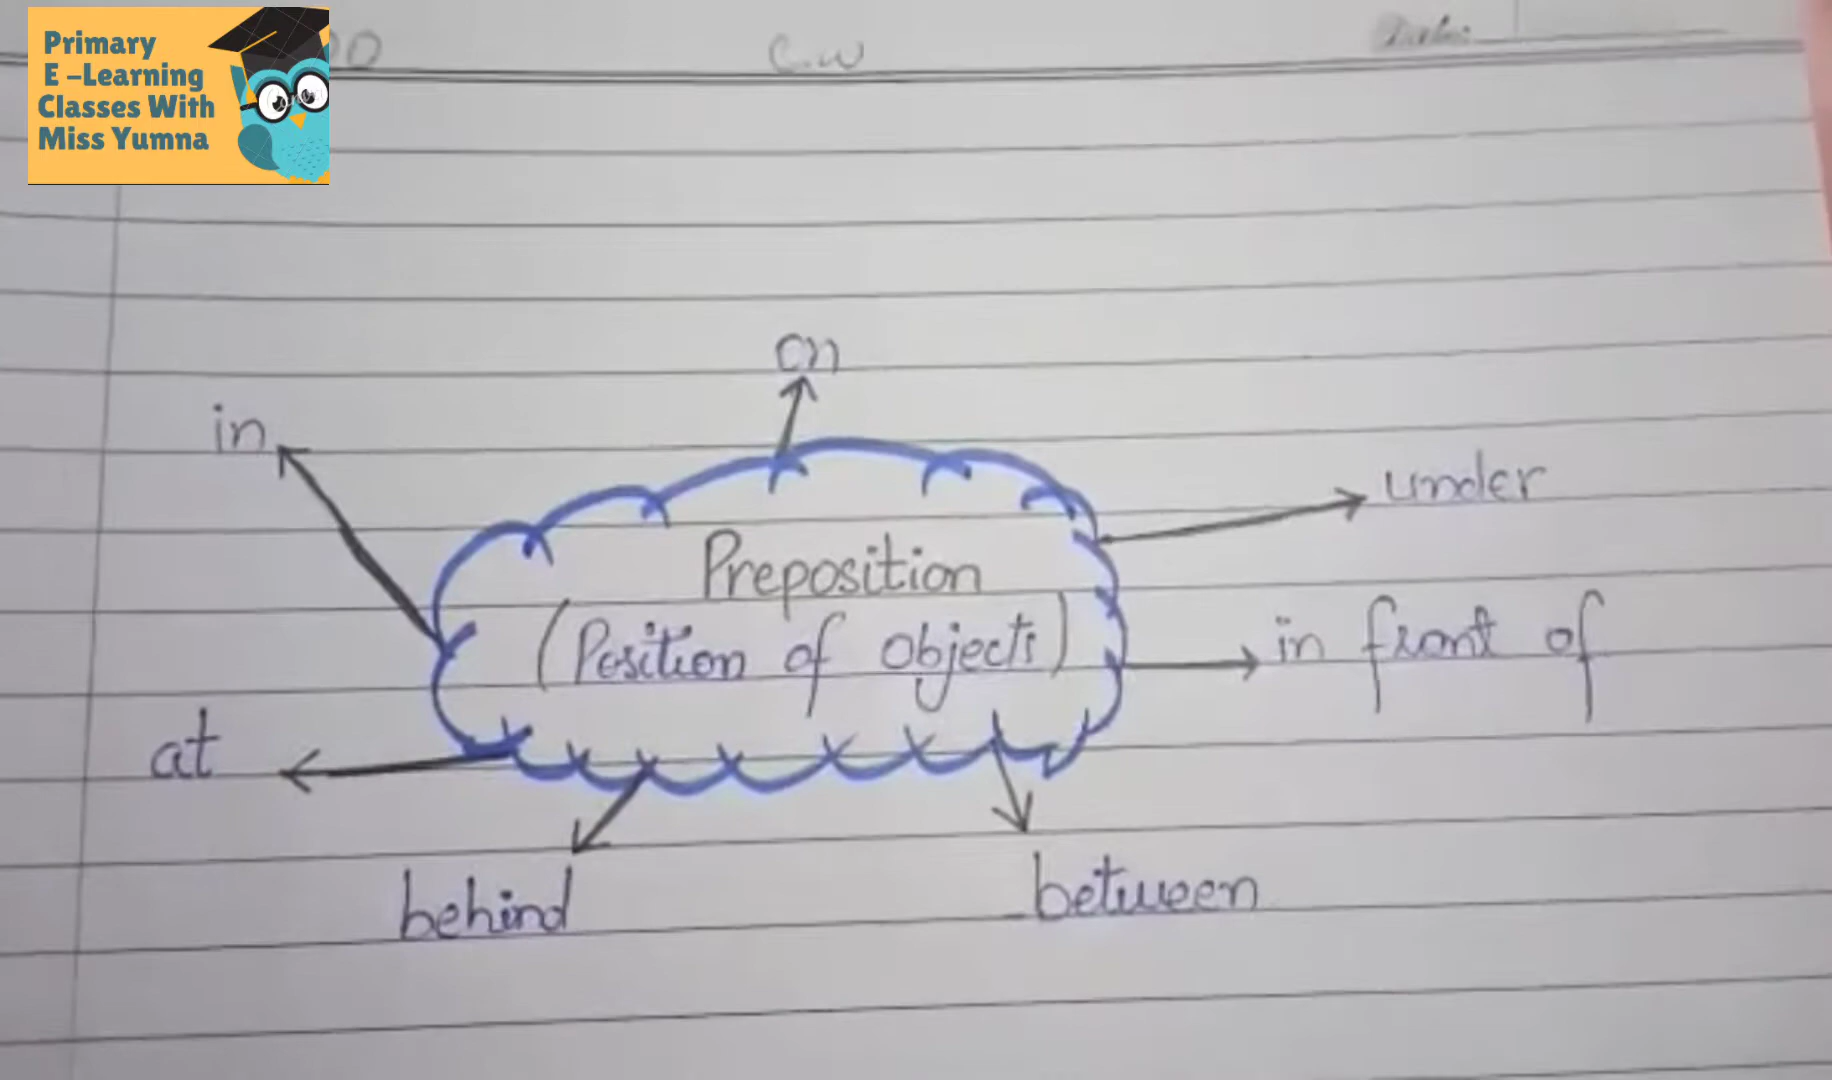 Primary
E-Learning
Classes With
Miss Yumna
C.W
Date:
on
in
under
Preposition
(Position of objects)
in front of
at
behind
between